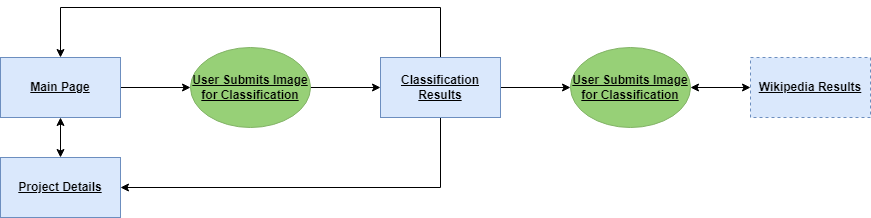 Main Page
User Submits Image
for Classification
Classification
Results
User Submits Image
for Classification
Wikipedia Results
Project Details